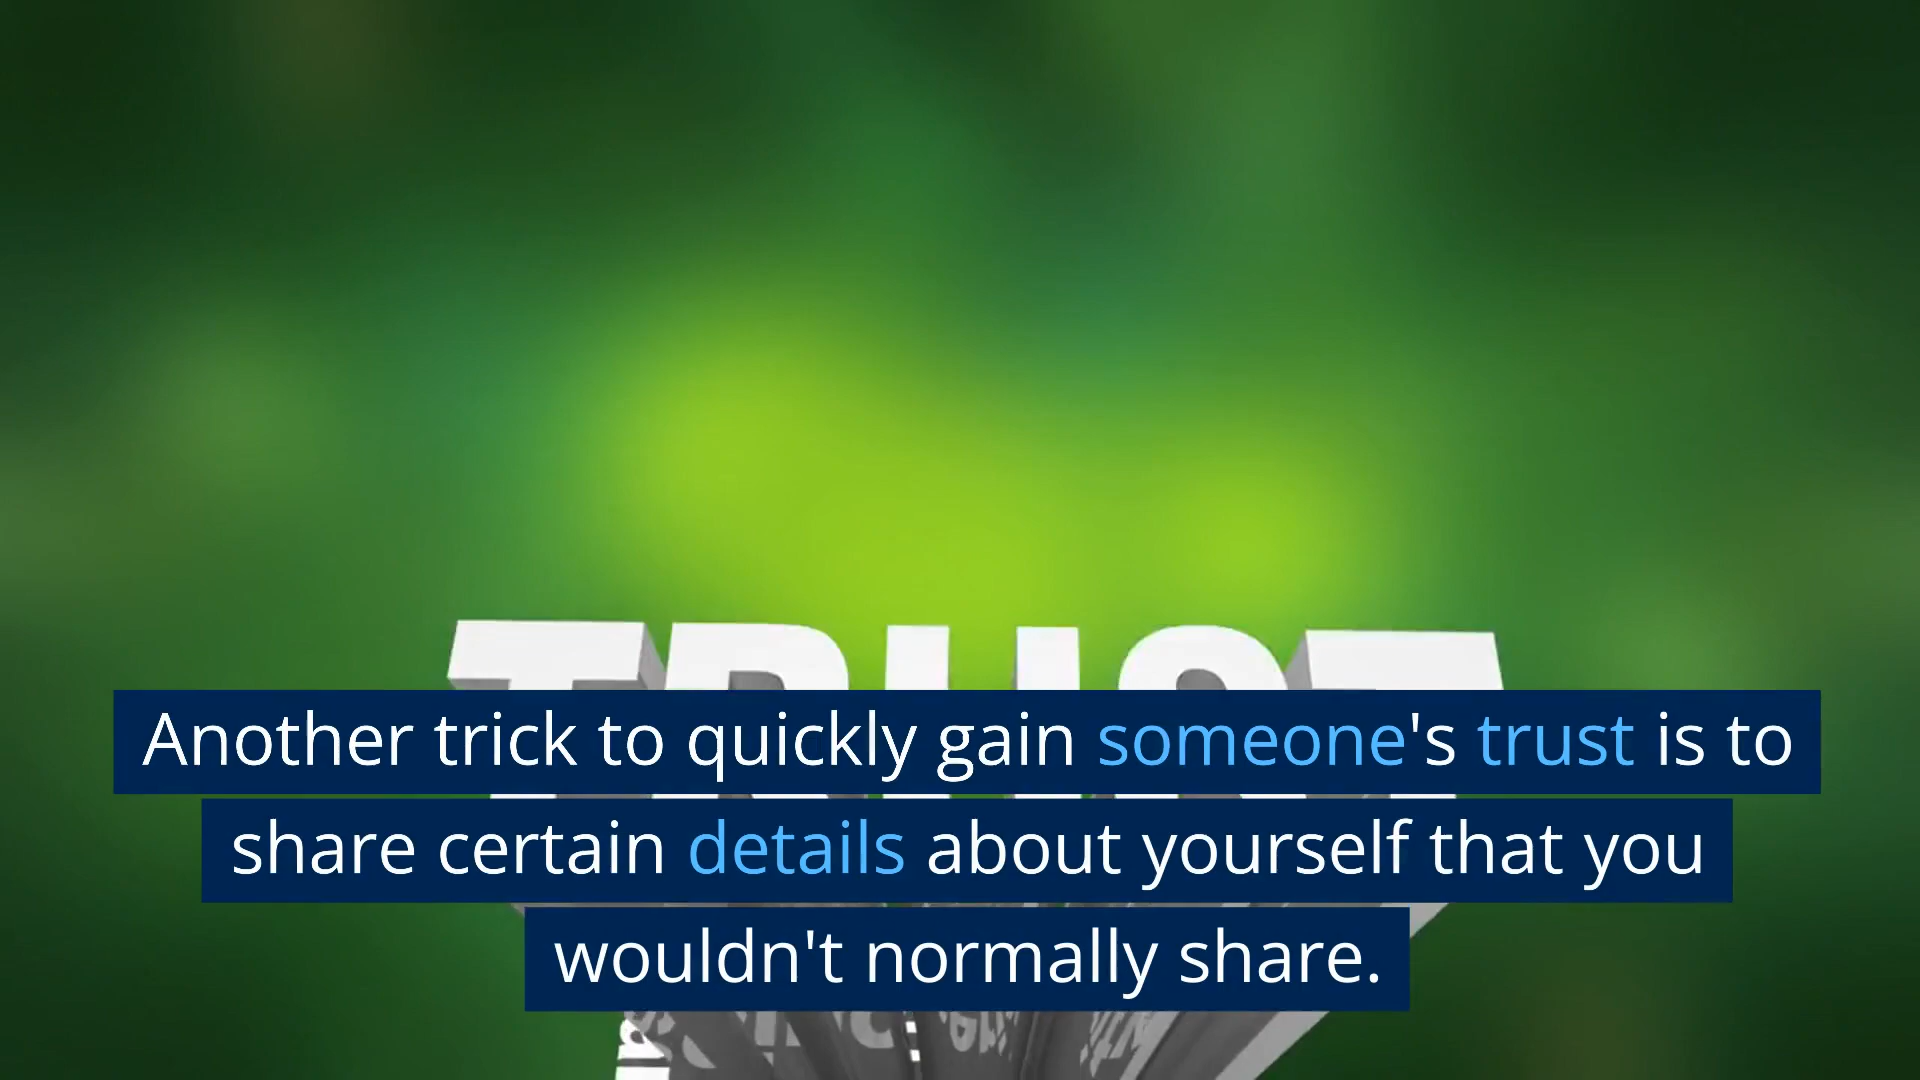 TRUST
Another trick to quickly gain someone's trust is to
share certain details about yourself that you
wouldn't normally share.